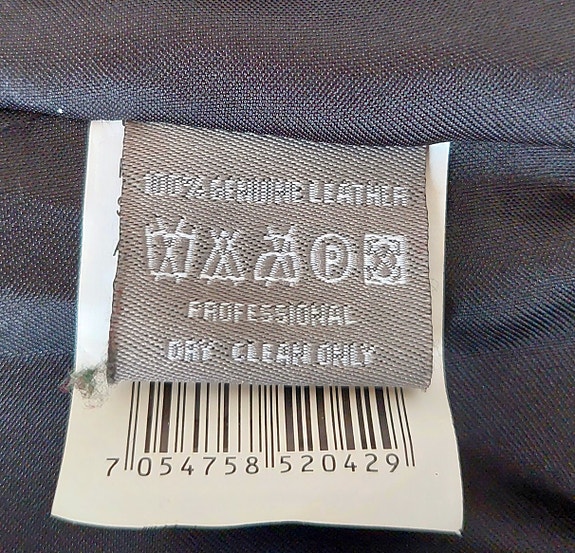 100% GENUINE LEATHER
P
PROFESSIONAL
DRY CLEAN ONLY
7 054758 520429